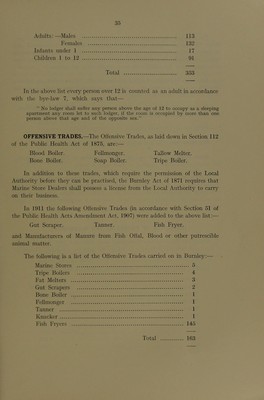 35
Adults: —Males 113
Females 132
Infants under 1 17
Children 1 to 12 91
Total 353
In the above list every person over 12 is counted as an adult in accordance
with the bye-law 7, which says that—
"No lodger shall suffer any person above the age of 12 to occupy as a sleeping
apartment any room let to such lodger, if the room is occupied by more than one
person above that age and of the opposite sex."
OFFENSIVE TRADES.—The Offensive Trades, as laid down in Section 112
of the Public Health Act of 1875, are:—
Blood Boiler Fellmonger Tallow Melter.
Bone Boiler. Soap Boiler. Tripe Boiler.
In addition to these trades, which require the permission of the Local
Authority before they can be practised, the Burnley Act of 1871 requires that
Marine Store Dealers shall possess a license from the Local Authority to carry
on their business.
In 1911 the following Offensive Trades (in accordance with Section 51 of
the Public Health Acts Amendment Act, 1907) were added to the above list:—
Gut Scraper. Tanner. Fish Fryer.
and Manufacturers of Manure from Fish Offal, Blood or other putrescible
animal matter.
The following is a list of the Offensive Trades carried on in Burnley:—
Marine Stores 5
Tripe Boilers 4
Fat Melters 3
Gut Scrapers 2
Bone Boiler 1
Fellmonger 1
Tanner 1
Knacker 1
Fish Fryers 145
Total 163